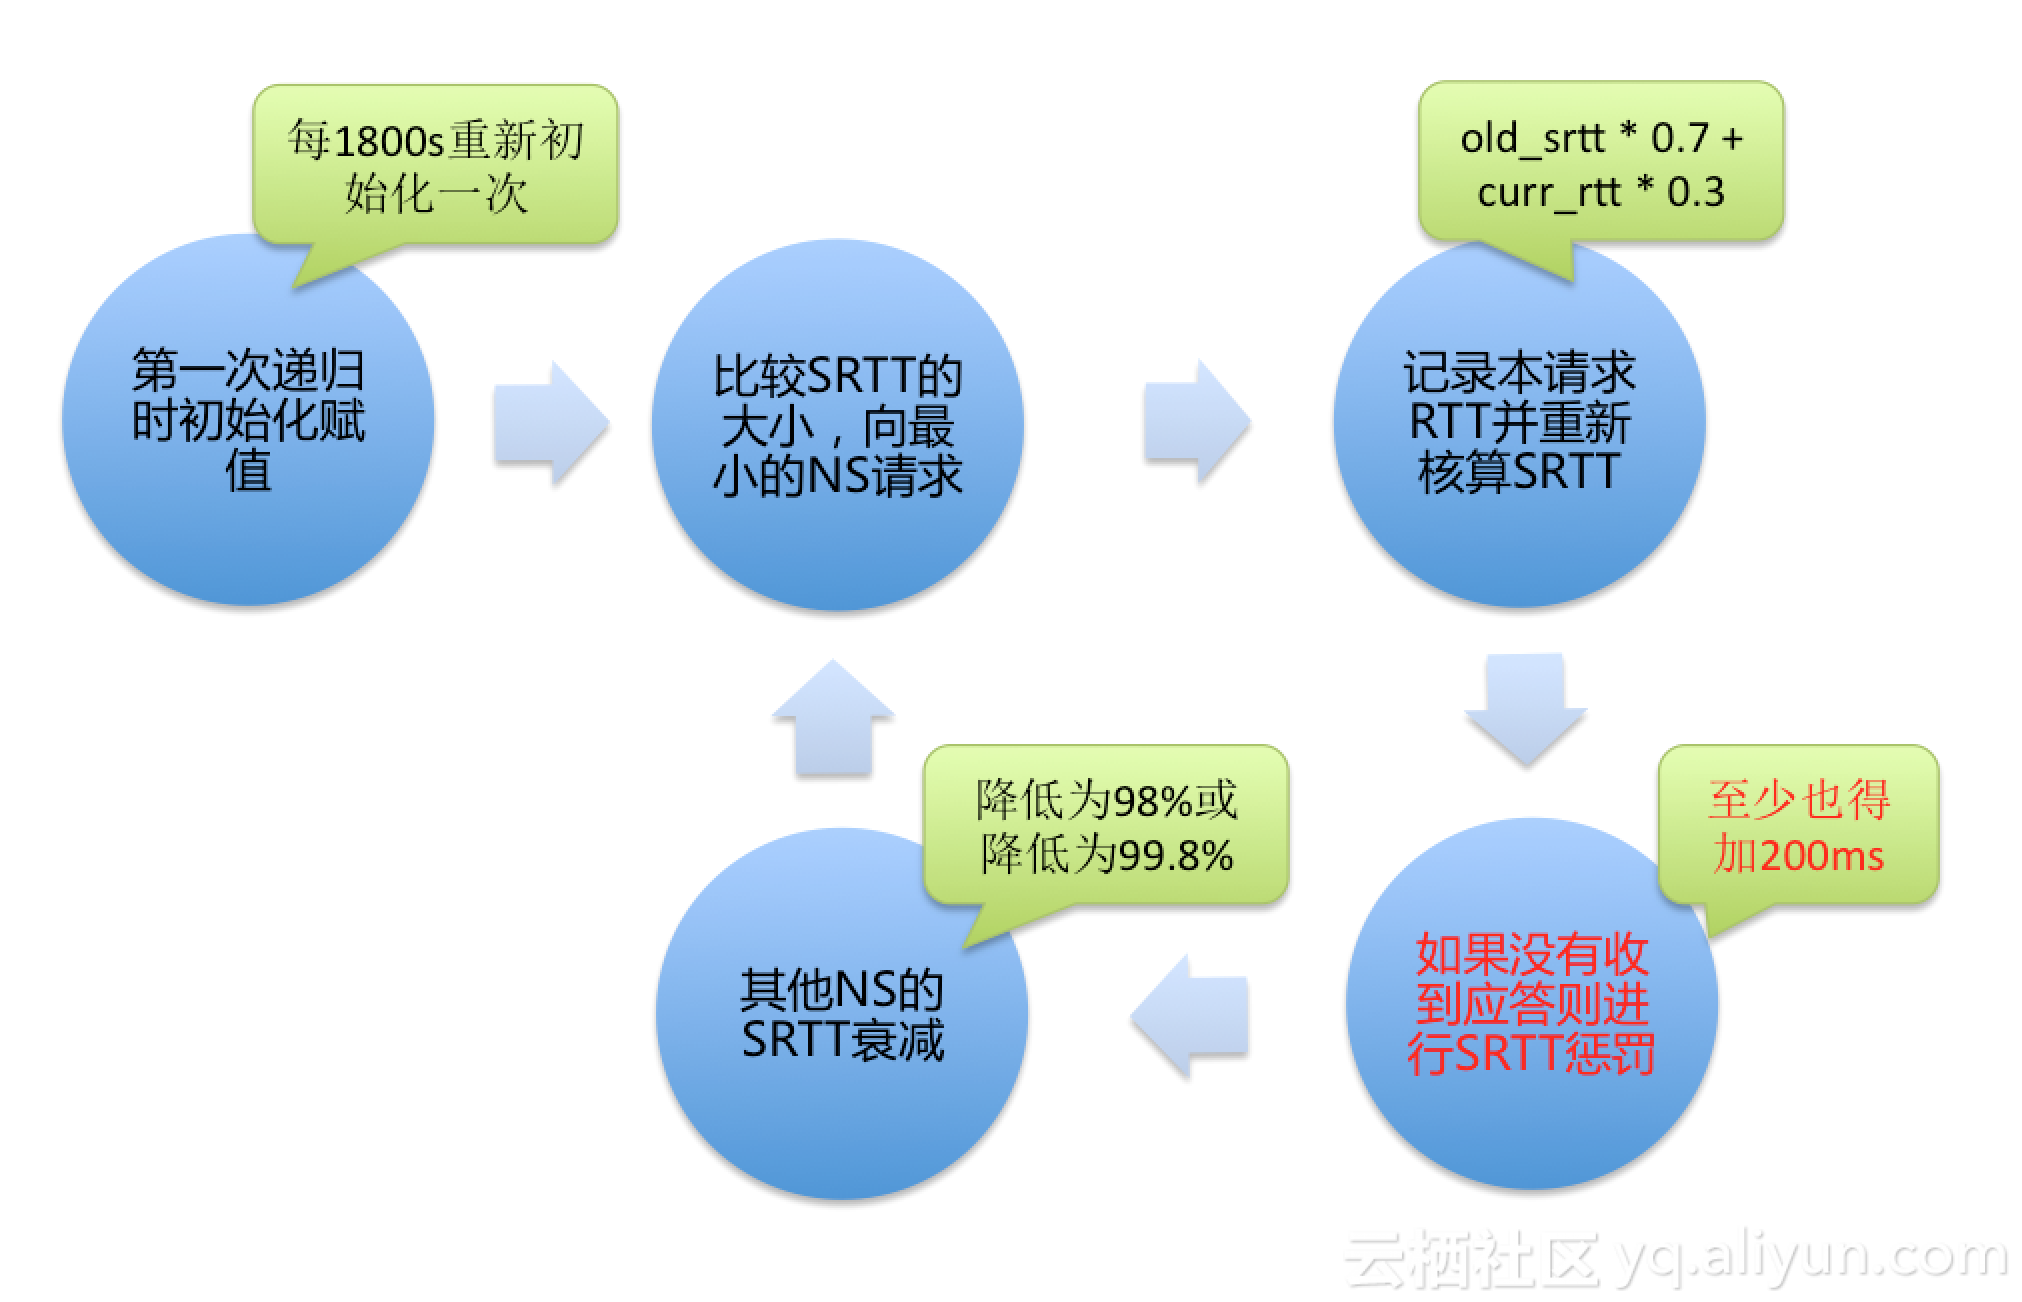 每1800s重新初
始化一次
第一次递归
时初始化赋
值
比较SRTT的
大小，向最
小的NS请求
old_srtt * 0.7 +
curr_rtt * 0.3
记录本请求
RTT并重新
核算SRTT
至少也得
加200ms
如果没有收
到应答则进
行SRTT惩罚
降低为98%或
降低为99.8%
其他NS的
SRTT衰减
云栖社区 yq.aliyun.com